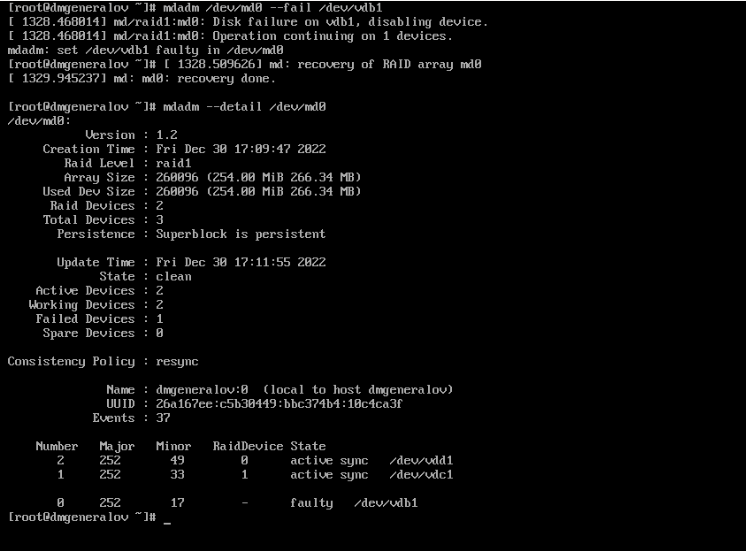 [root@dmgeneralov ~]# mdadm /dev/md0 --fail /dev/vdb1
[ 1328.468014] md/raid1:md0: Disk failure on vdb1, disabling device.
[ 1328.468014] md/raid1:md0: Operation continuing on 1 devices.
mdadm: set /dev/vdb1 faulty in /dev/md0
[root@dmgeneralov ~]# [ 1328.509626] md: recovery of RAID array md0
[ 1329.945237] md: md0: recovery done.

[root@dmgeneralov ~]# mdadm --detail /dev/md0
/dev/md0:
Version : 1.2
Creation Time : Fri Dec 30 17:09:47 2022
Raid Level : raid1
Array Size : 260096 (254.00 MiB 266.34 MB)
Used Dev Size : 260096 (254.00 MiB 266.34 MB)
Raid Devices : 2
Total Devices : 3
Persistence : Superblock is persistent

Update Time : Fri Dec 30 17:11:55 2022
State : clean
Active Devices : 2
Working Devices : 2
Failed Devices : 1
Spare Devices : 0

Consistency Policy : resync

Name : dmgeneralov:0 (local to host dmgeneralov)
UUID : 26a167ee:c5b30449:bbc374b4:10c4ca3f
Events : 37

Number Major Minor RaidDevice State
2 252 49 0 active sync /dev/vdd1
1 252 33 1 active sync /dev/vdc1

0 252 17 - faulty /dev/vdb1
[root@dmgeneralov ~]# _